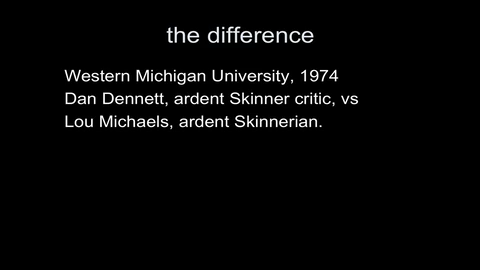 the difference
Western Michigan University, 1974
Dan Dennett, ardent Skinner critic, vs
Lou Michaels, ardent Skinnerian.